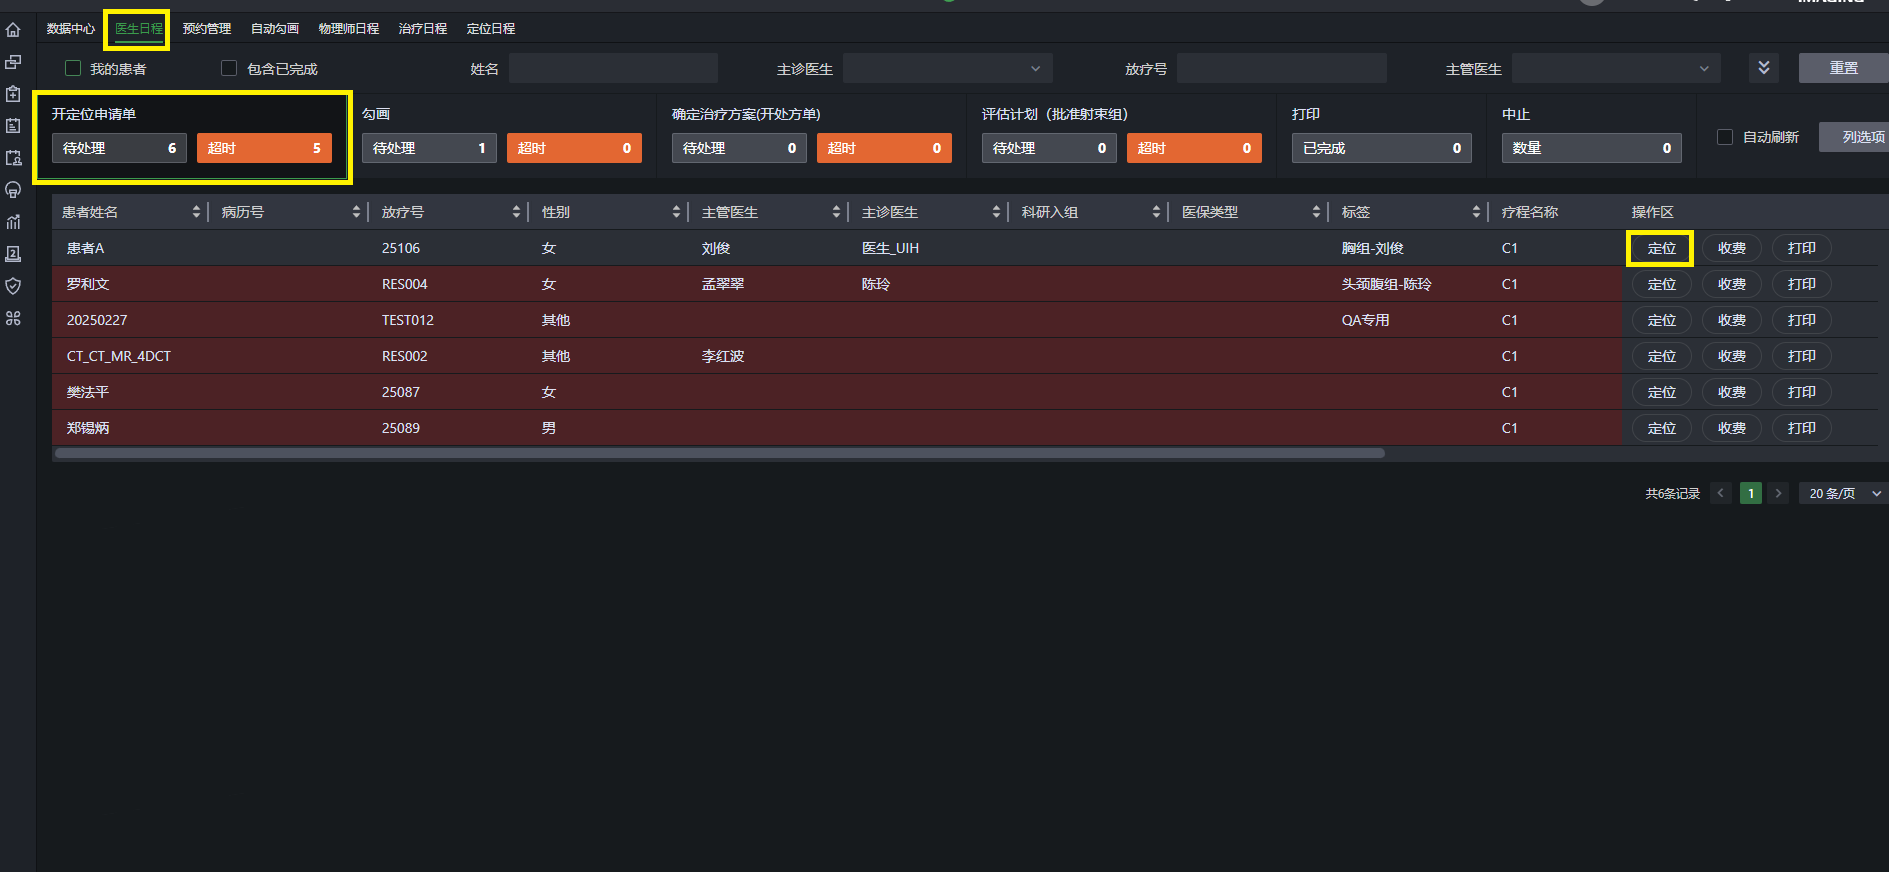 数据中心 医生日程 预约管理 自动勾画 物理师日程 治疗日程 定位日程
我的患者 包含已完成 姓名 主诊医生 放疗号 主管医生 重置
开定位申请单 勾画 确定治疗方案(开处方单) 评估计划（批准射束组） 打印 中止
待处理 6 超时 5 待处理 1 超时 0 待处理 0 超时 0 待处理 0 超时 0 已完成 0 数量 0 自动刷新 列选项
患者姓名 病历号 放疗号 性别 主管医生 主诊医生 科研入组 医保类型 标签 疗程名称 操作区
患者A 25106 女 刘俊 医生_UIH 胸组-刘俊 C1 定位 收费 打印
罗利文 RES004 女 孟翠翠 陈玲 头颈腹组-陈玲 C1 定位 收费 打印
20250227 TEST012 其他 QA专用 C1 定位 收费 打印
CT_CT_MR_4DCT RES002 其他 李红波 C1 定位 收费 打印
樊法平 25087 女 C1 定位 收费 打印
郑锡炳 25089 男 C1 定位 收费 打印
共6条记录 1 20 条/页